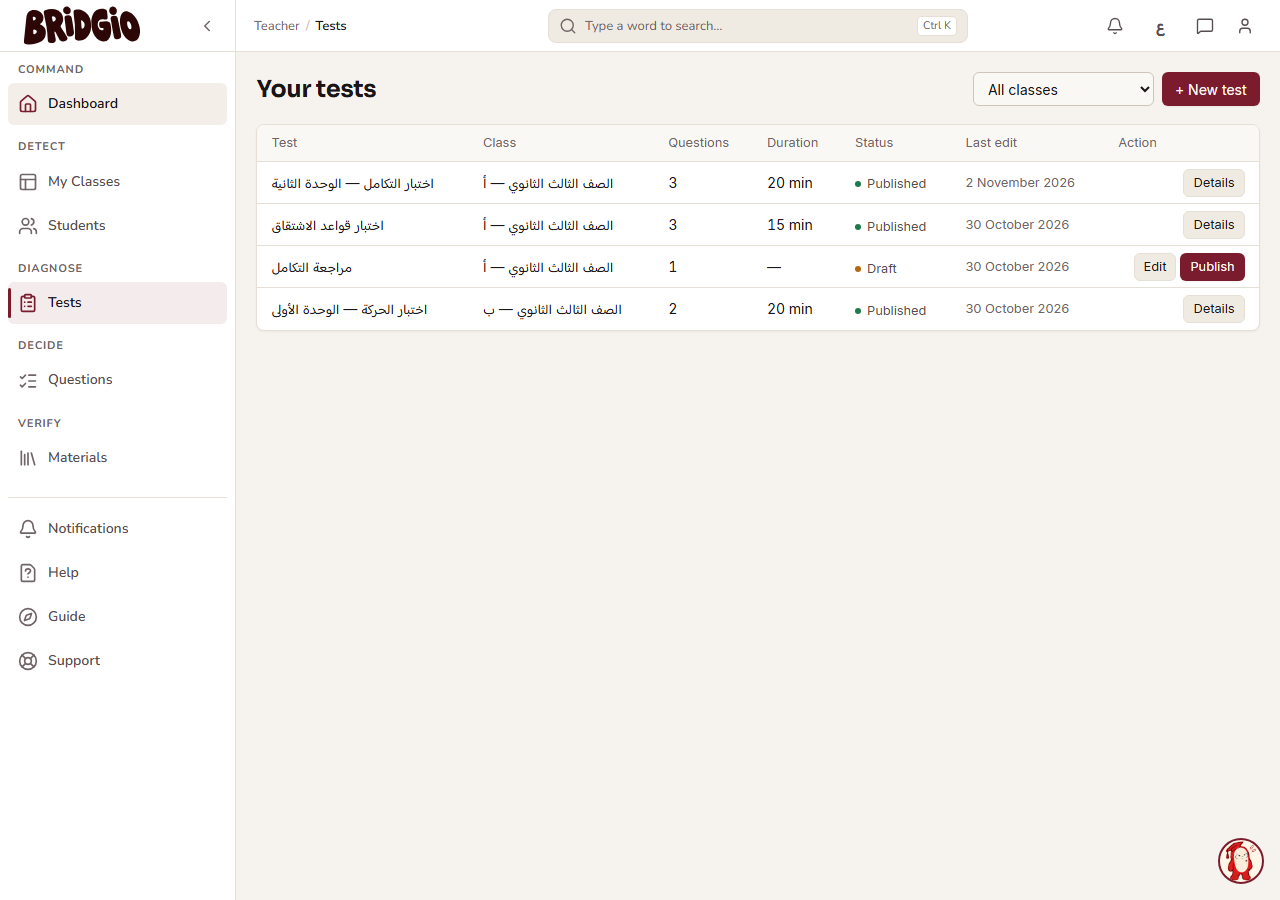 BRiDGiO
Teacher / Tests
Type a word to search...
Ctrl K
ع
COMMAND
Dashboard
DETECT
My Classes
Students
DIAGNOSE
Tests
DECIDE
Questions
VERIFY
Materials
Notifications
Help
Guide
Support
Your tests
All classes
+ New test
Test Class Questions Duration Status Last edit Action
اختبار التكامل — الوحدة الثانية الصف الثالث الثانوي — أ 3 20 min Published 2 November 2026 Details
اختبار قواعد الاشتقاق الصف الثالث الثانوي — أ 3 15 min Published 30 October 2026 Details
مراجعة التكامل الصف الثالث الثانوي — أ 1 — Draft 30 October 2026 Edit Publish
اختبار الحركة — الوحدة الأولى الصف الثالث الثانوي — ب 2 20 min Published 30 October 2026 Details